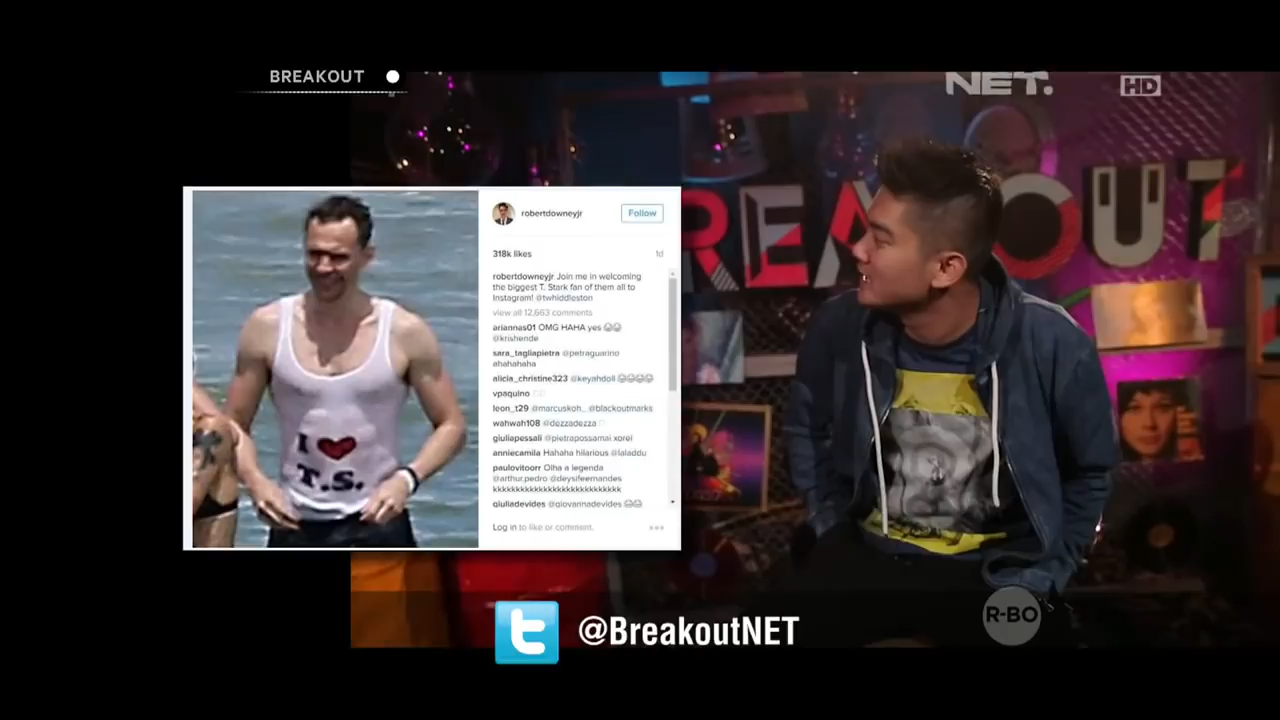 BREAKOUT
NET.
HD
BREAKOUT
robertdowneyjr
Follow
318k likes
1d
robertdowneyjr Join me in welcoming
the biggest T. Stark fan of them all to
Instagram! @twhiddleston
view all 12,663 comments
ariannas01 OMG HAHA yes
@krishende
sara_tagliapietra @petraguarino
ahahahaha
alicia_christine323 @keyahdoll
vpaquino
leon_t29 @marcuskoh_ @blackoutmarks
wahwah108 @dezzadezza
giuliapessali @pietrapossamai xorei
anniecamila Hahaha hilarious @laladdu
paulovitoorr Olha a legenda
@arthur.pedro @deysifeernandes
kkkkkkkkkkkkkkkkkkkkkkkkkkkk
giuliadevides @giovannadevides
Log in to like or comment.
I ♥
T.S.
@BreakoutNET
R-BO